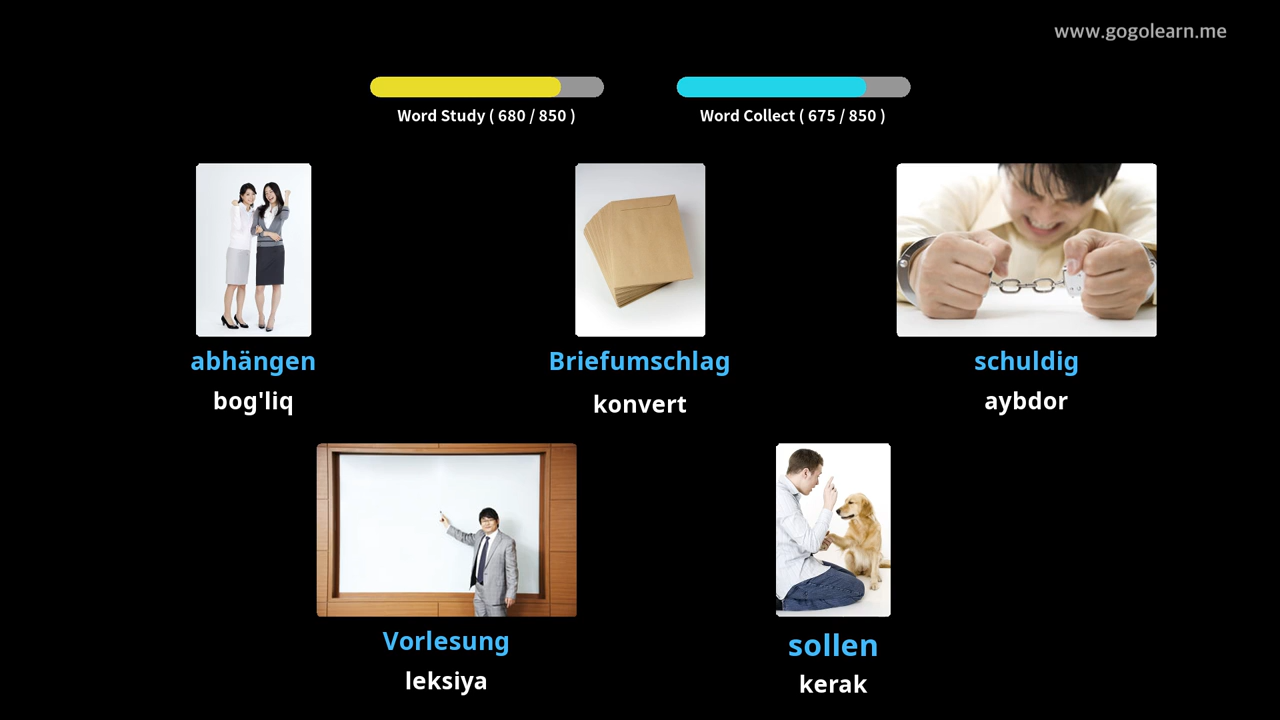 www.gogolearn.me
Word Study ( 680 / 850 )
Word Collect ( 675 / 850 )
abhängen
bog'liq
Briefumschlag
konvert
schuldig
aybdor
Vorlesung
leksiya
sollen
kerak